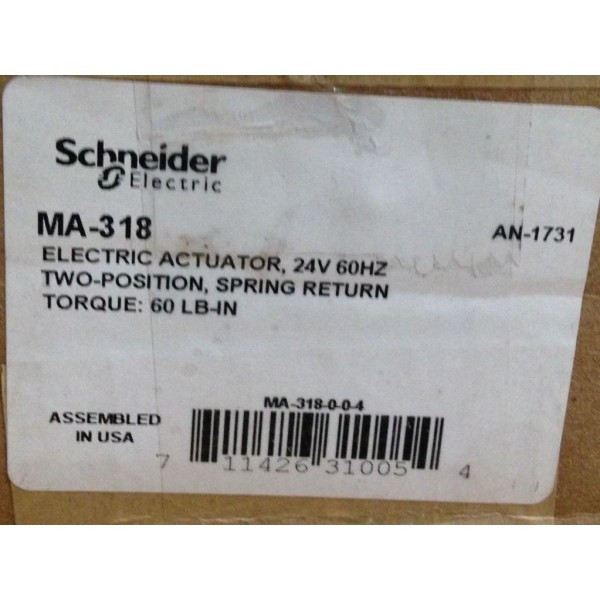 Schneider
Electric
MA-318
AN-1731
ELECTRIC ACTUATOR, 24V 60HZ
TWO-POSITION, SPRING RETURN
TORQUE: 60 LB-IN
MA-318-0-0-4
ASSEMBLED
IN USA
7 11426 31005 4